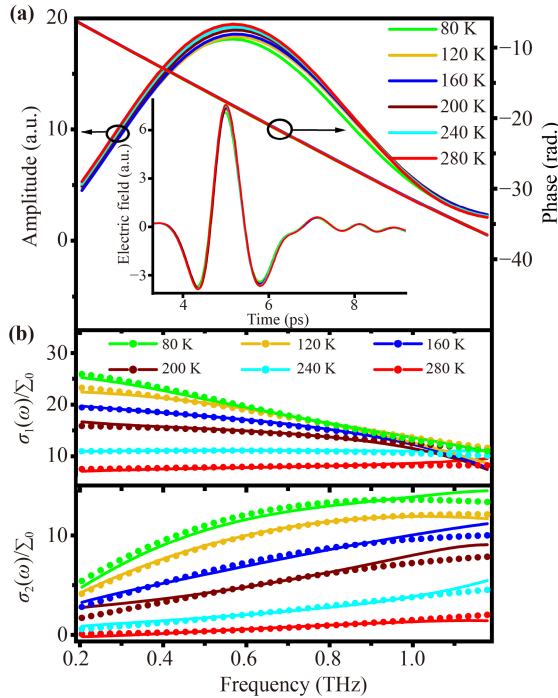 (a)
20
10
0
Amplitude (a.u.)
80 K
120 K
160 K
200 K
240 K
280 K
−10
−20
−30
−40
Phase (rad.)
6
3
0
−3
Electric field (a.u.)
4
6
8
Time (ps)
(b)
80 K
120 K
160 K
200 K
240 K
280 K
30
20
10
σ₁(ω)/Σ₀
10
0
σ₂(ω)/Σ₀
0.2
0.4
0.6
0.8
1.0
Frequency (THz)